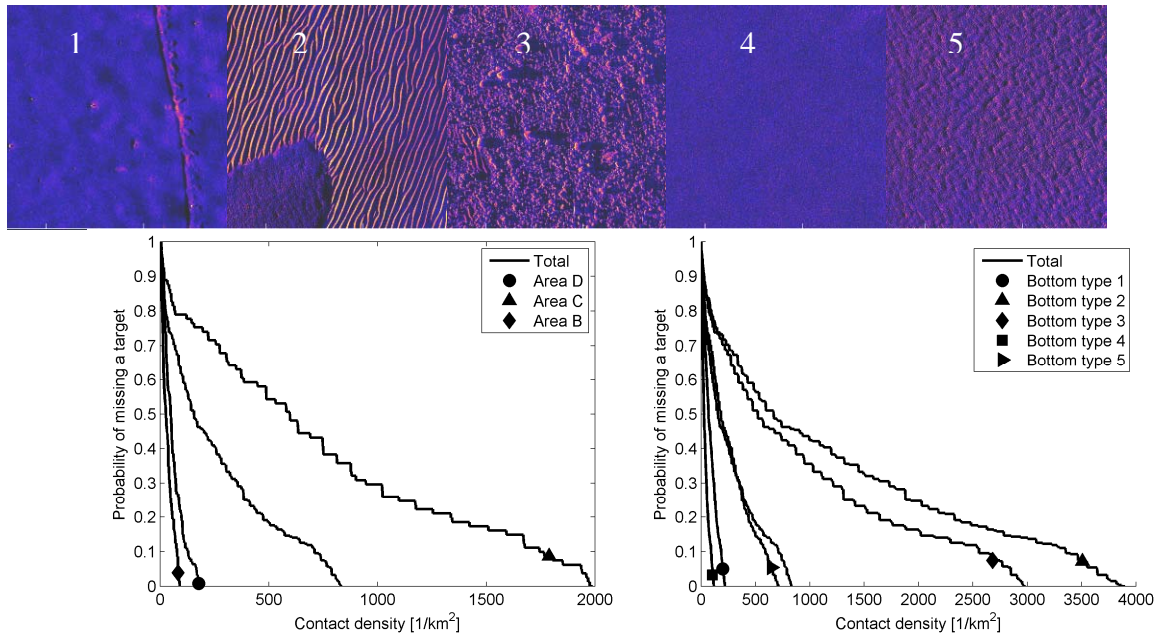 1 2 3 4 5
1
0.9
0.8
0.7
0.6
0.5
0.4
0.3
0.2
0.1
0
0 500 1000 1500 2000
Probability of missing a target
Contact density [1/km²]
Total
Area D
Area C
Area B
1
0.9
0.8
0.7
0.6
0.5
0.4
0.3
0.2
0.1
0
0 500 1000 1500 2000 2500 3000 3500 4000
Probability of missing a target
Contact density [1/km²]
Total
Bottom type 1
Bottom type 2
Bottom type 3
Bottom type 4
Bottom type 5